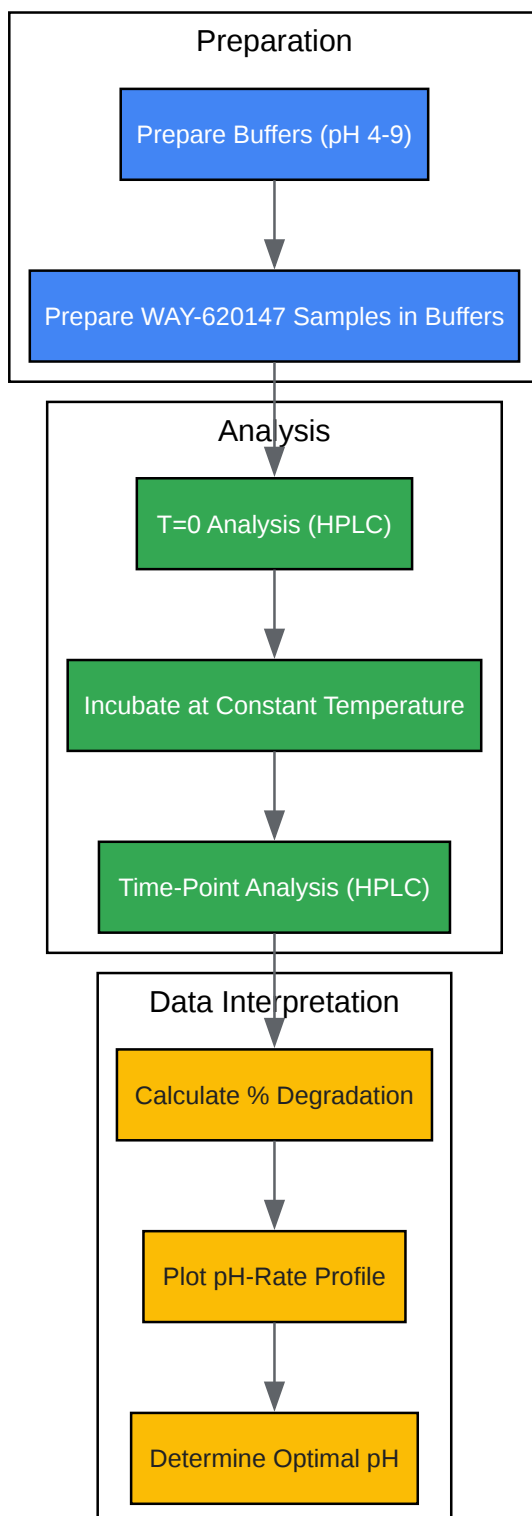 Preparation
Prepare Buffers (pH 4-9)
Prepare WAY-620147 Samples in Buffers
Analysis
T=0 Analysis (HPLC)
Incubate at Constant Temperature
Time-Point Analysis (HPLC)
Data Interpretation
Calculate % Degradation
Plot pH-Rate Profile
Determine Optimal pH